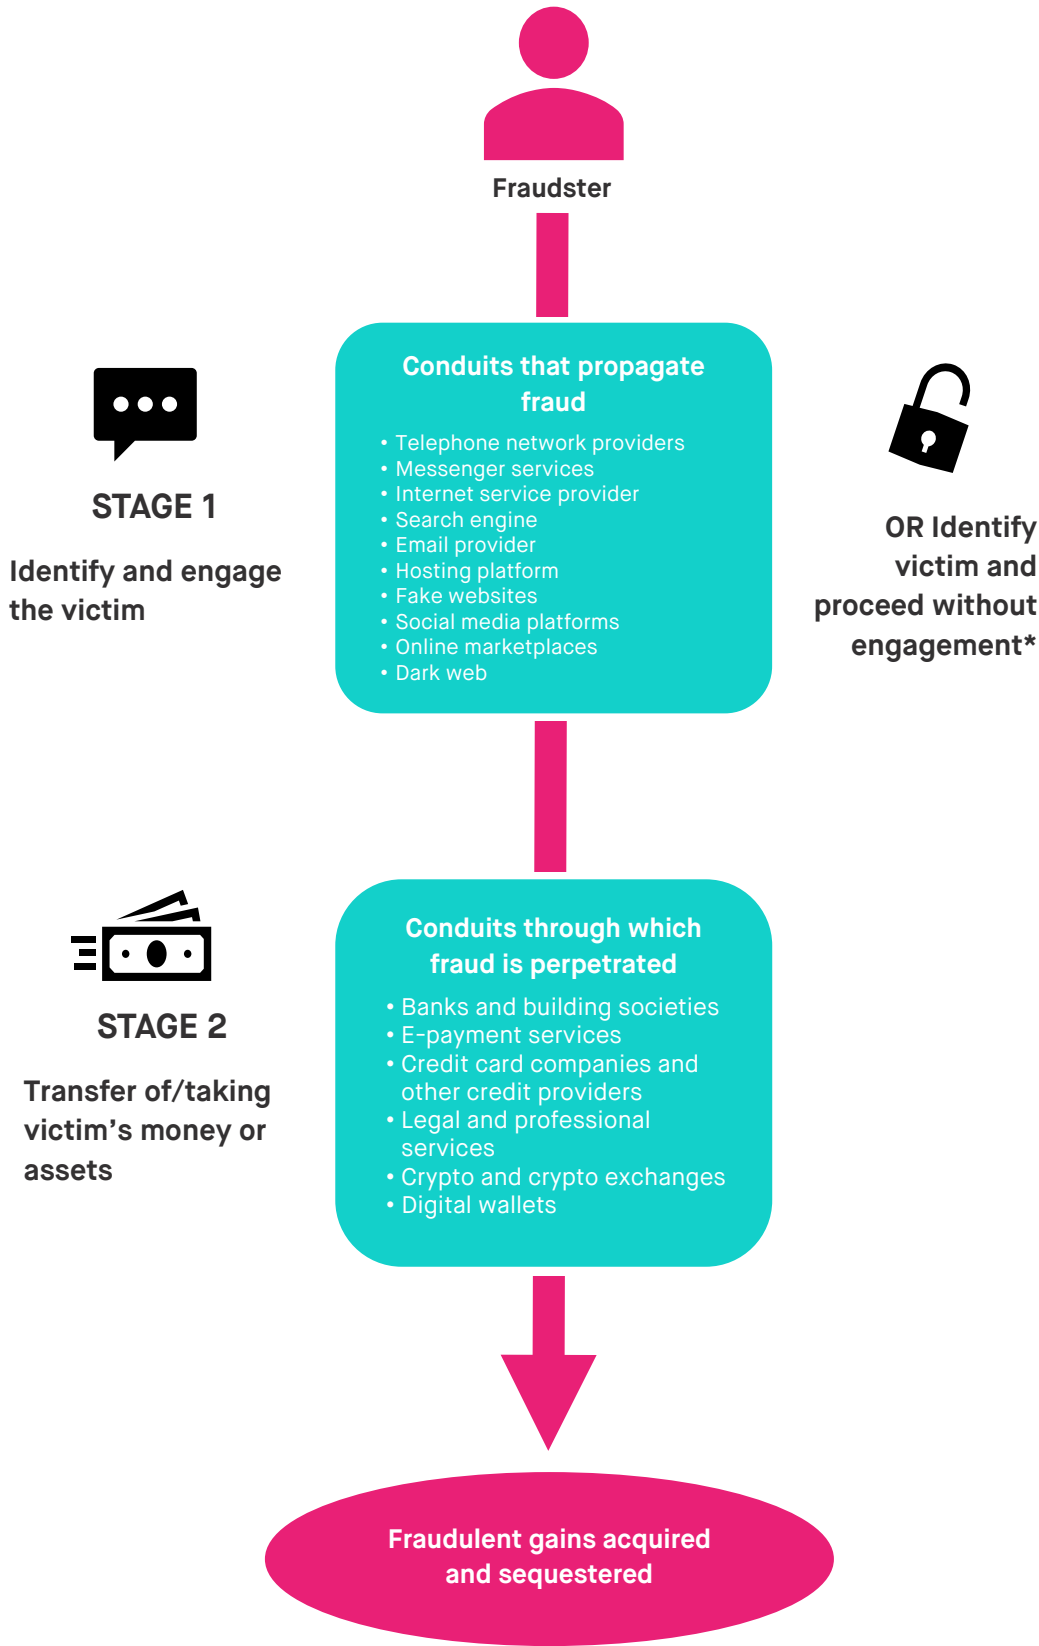 Fraudster
Conduits that propagate
fraud
• Telephone network providers
• Messenger services
• Internet service provider
• Search engine
• Email provider
• Hosting platform
• Fake websites
• Social media platforms
• Online marketplaces
• Dark web
STAGE 1
Identify and engage
the victim
OR Identify
victim and
proceed without
engagement*
Conduits through which
fraud is perpetrated
• Banks and building societies
• E-payment services
• Credit card companies and
other credit providers
• Legal and professional
services
• Crypto and crypto exchanges
• Digital wallets
STAGE 2
Transfer of/taking
victim’s money or
assets
Fraudulent gains acquired
and sequestered